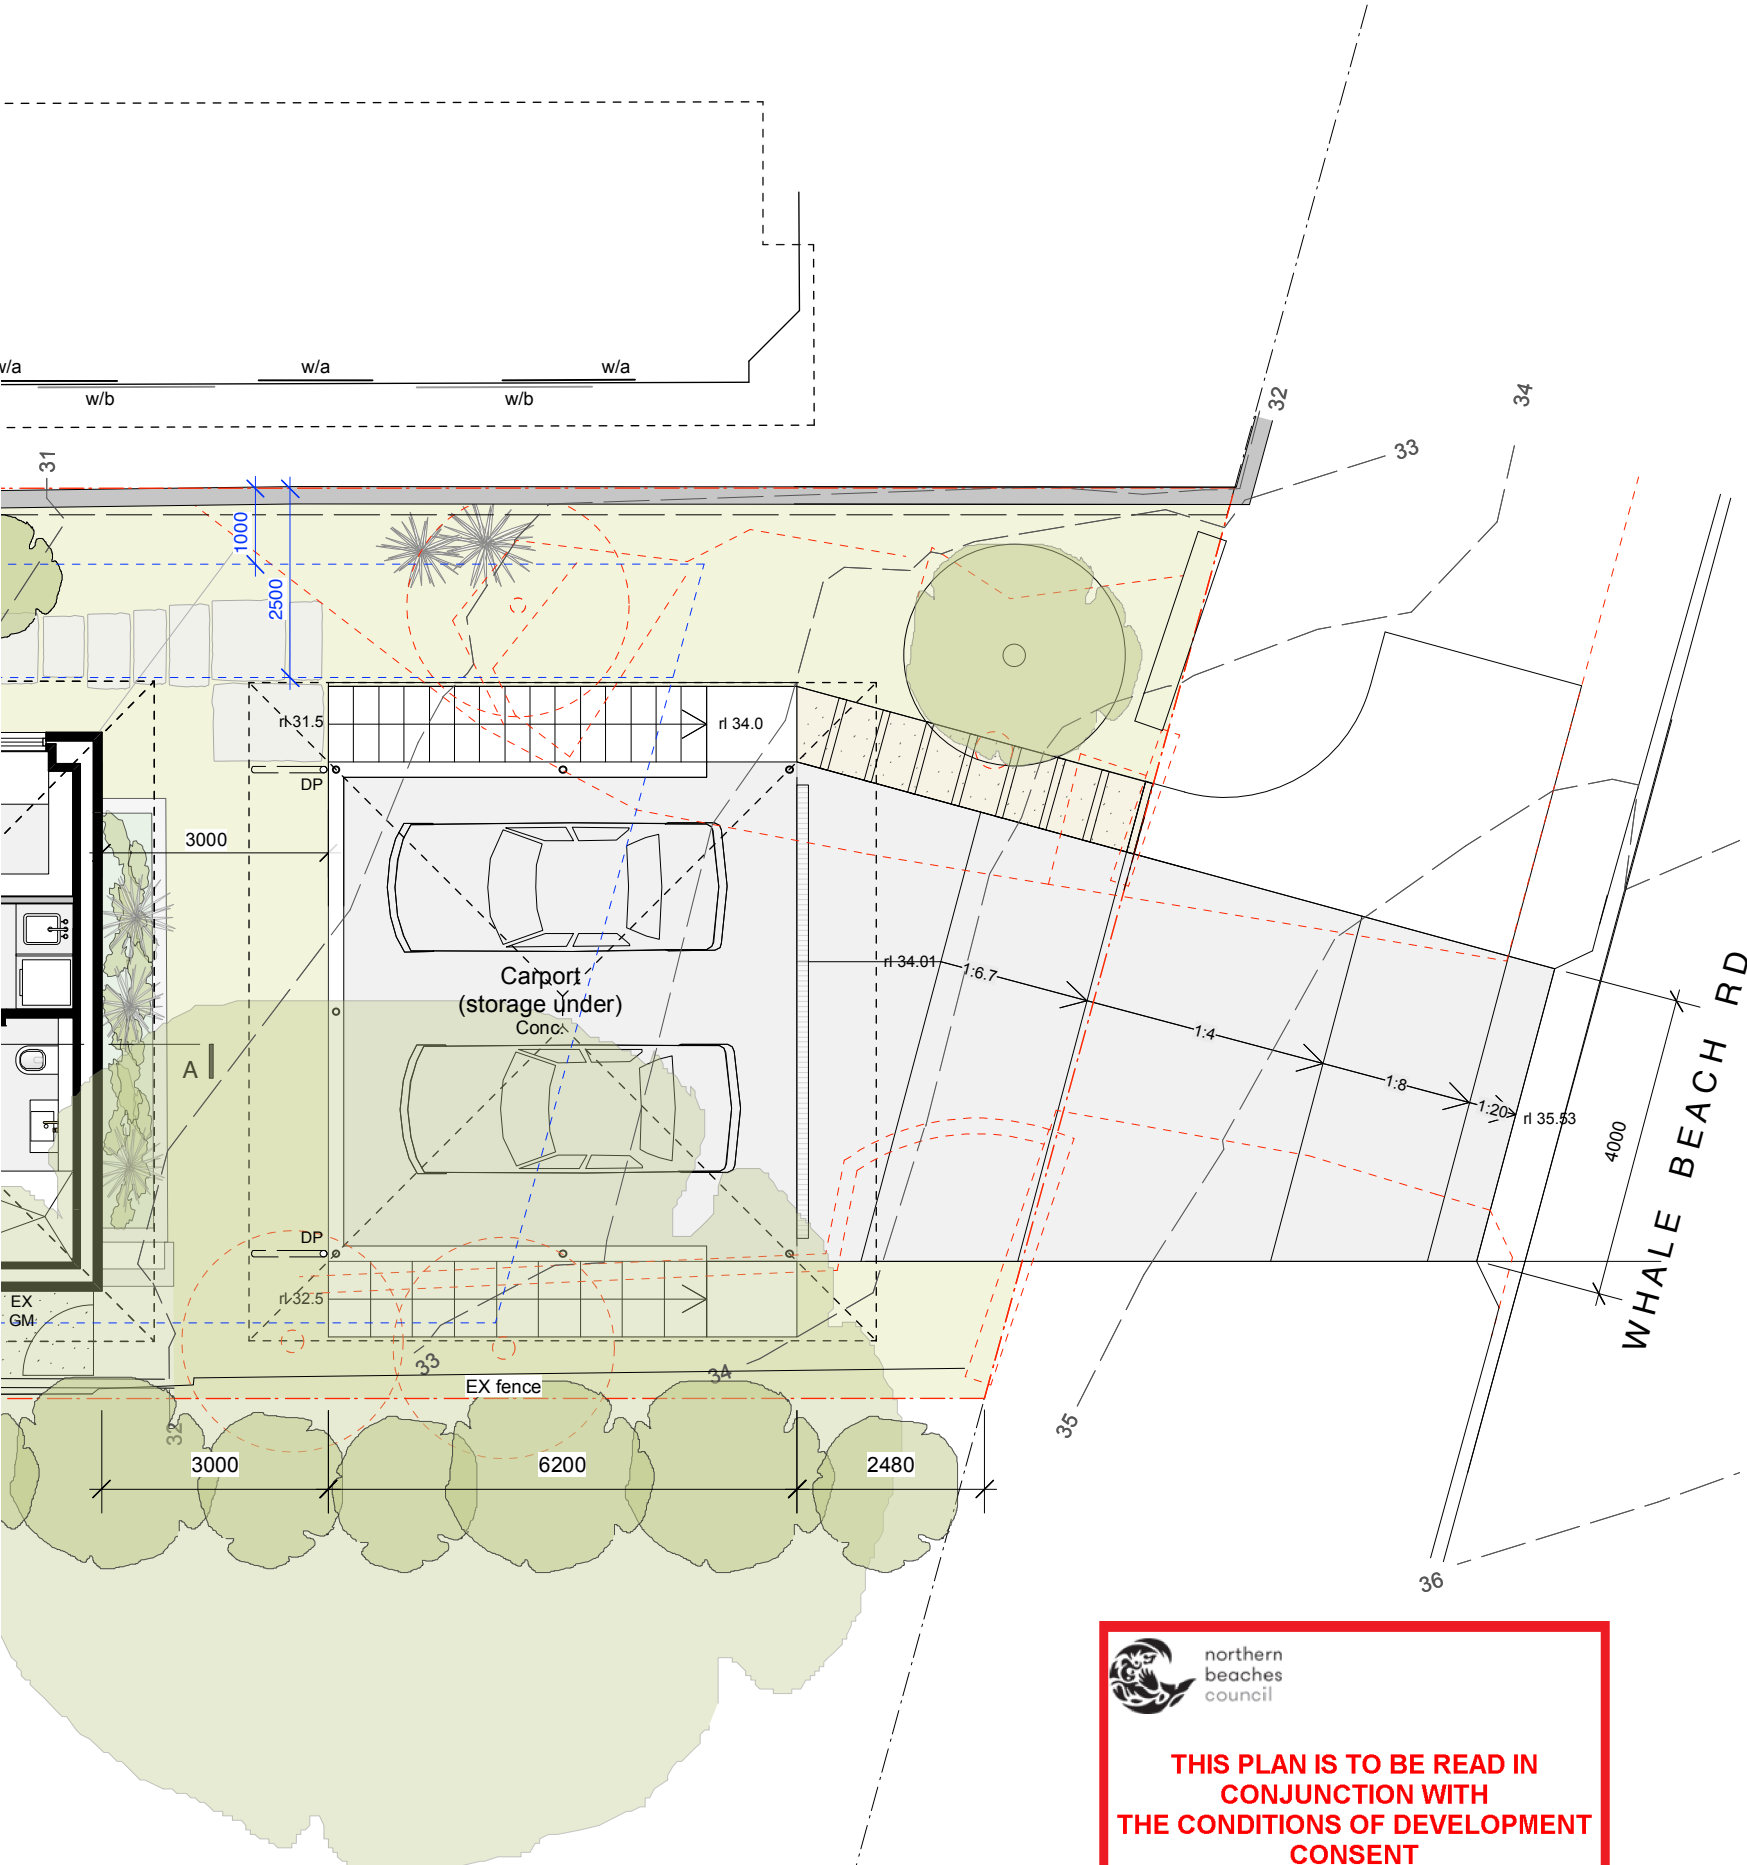 w/a
w/a
w/a
w/b
w/b
32
34
33
31
1000
2500
rl 31.5
rl 34.0
DP
3000
Carport
(storage under)
Conc.
rl 34.01
1:6.7
1:4
1:8
1:20
rl 35.53
4000
WHALE BEACH RD
A
DP
EX
GM
rl 32.5
33
34
EX fence
32
35
3000
6200
2480
36
northern
beaches
council
THIS PLAN IS TO BE READ IN
CONJUNCTION WITH
THE CONDITIONS OF DEVELOPMENT
CONSENT